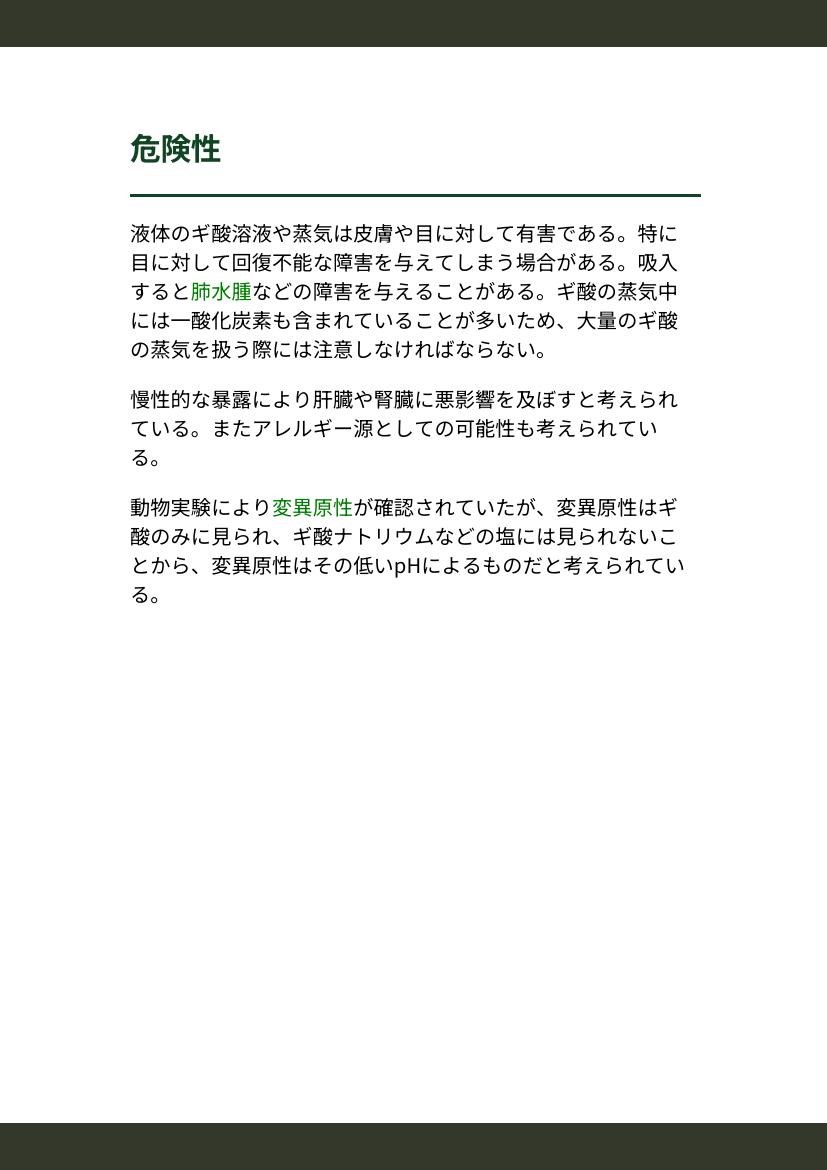 危険性
液体のギ酸溶液や蒸気は皮膚や目に対して有害である。特に
目に対して回復不能な障害を与えてしまう場合がある。吸入
すると肺水腫などの障害を与えることがある。ギ酸の蒸気中
には一酸化炭素も含まれていることが多いため、大量のギ酸
の蒸気を扱う際には注意しなければならない。
慢性的な暴露により肝臓や腎臓に悪影響を及ぼすと考えられ
ている。またアレルギー源としての可能性も考えられてい
る。
動物実験により変異原性が確認されていたが、変異原性はギ
酸のみに見られ、ギ酸ナトリウムなどの塩には見られないこ
とから、変異原性はその低いpHによるものだと考えられてい
る。